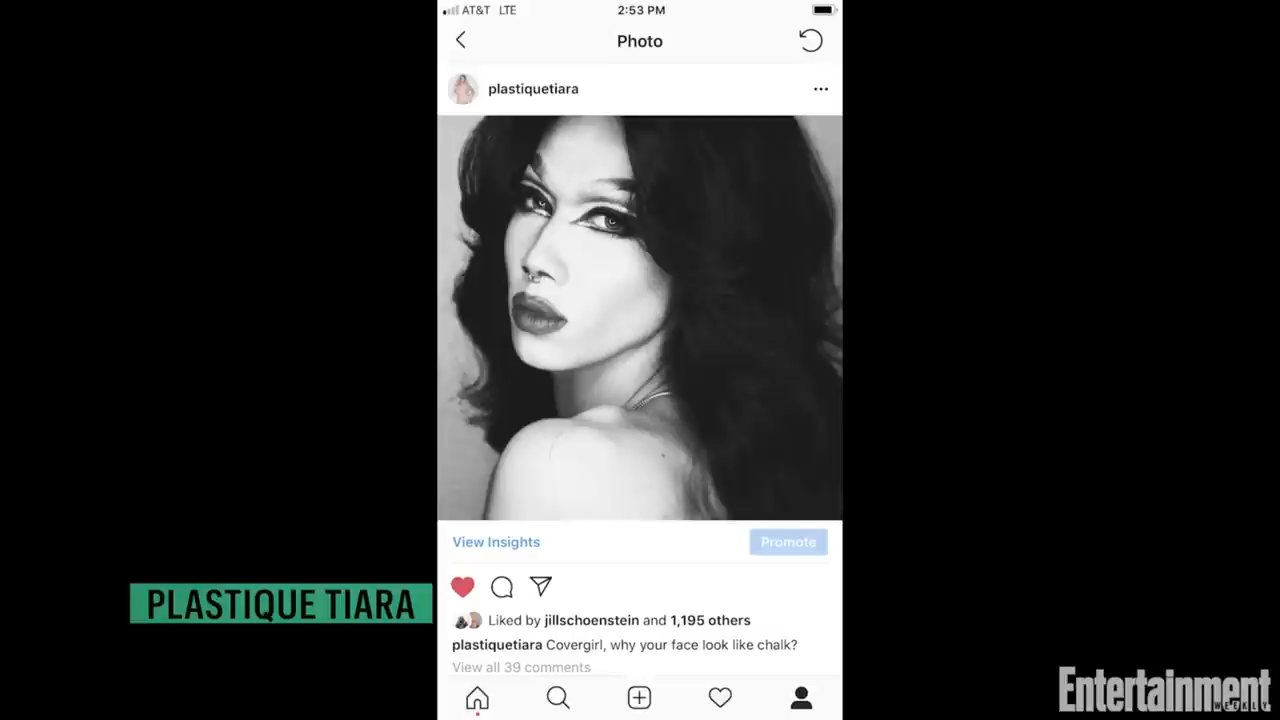 AT&T LTE 2:53 PM
Photo
plastiquetiara
View Insights
Promote
PLASTIQUE TIARA
Liked by jillschoenstein and 1,195 others
plastiquetiara Covergirl, why your face look like chalk?
View all 39 comments
Entertainment
WEEKLY